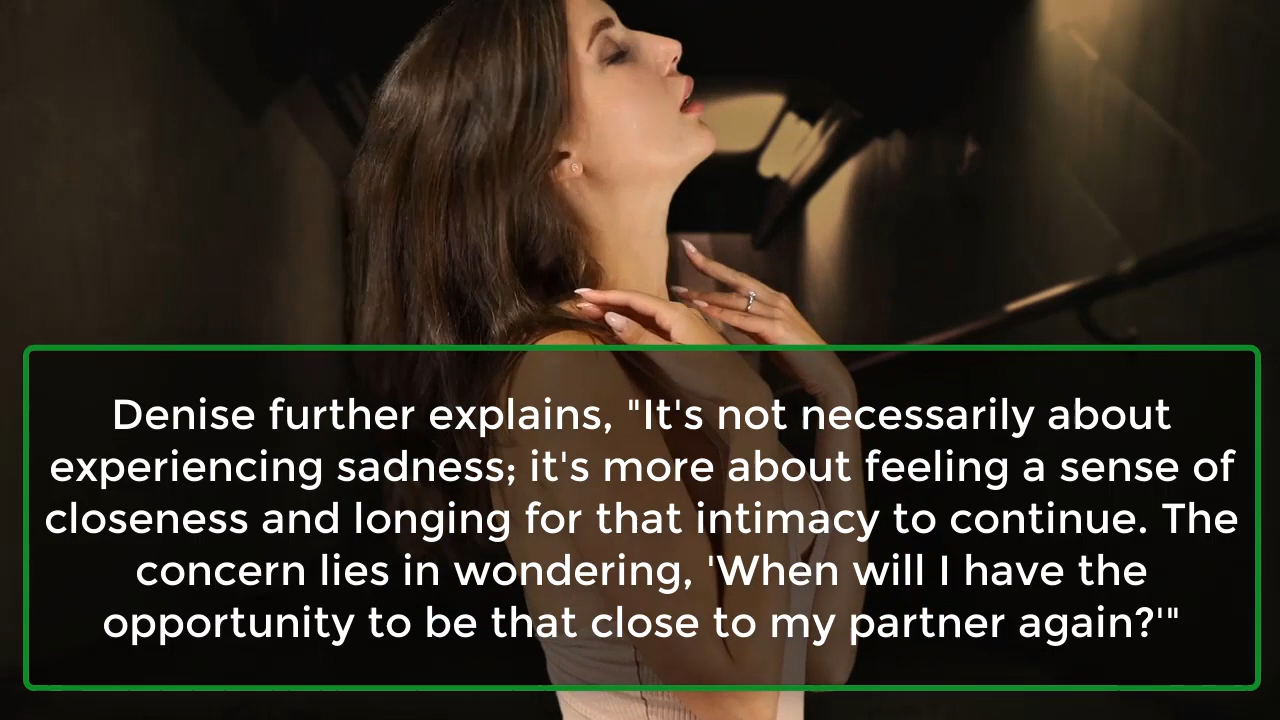 Denise further explains, "It's not necessarily about
experiencing sadness; it's more about feeling a sense of
closeness and longing for that intimacy to continue. The
concern lies in wondering, 'When will I have the
opportunity to be that close to my partner again?'"